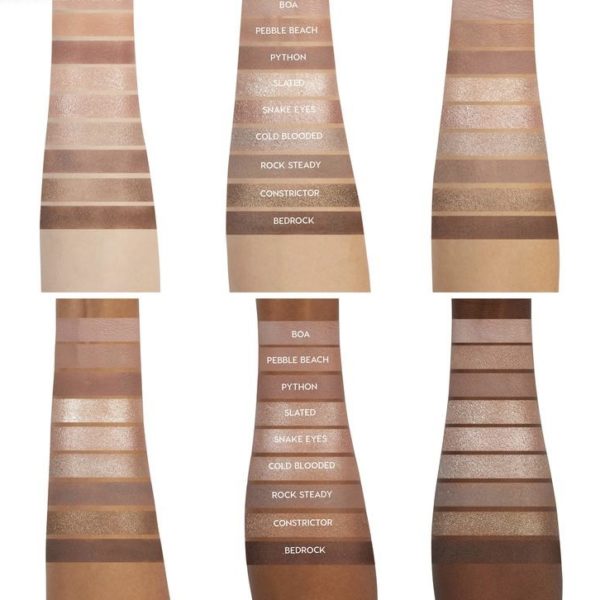 BOA
PEBBLE BEACH
PYTHON
SLATED
SNAKE EYES
COLD BLOODED
ROCK STEADY
CONSTRICTOR
BEDROCK
BOA
PEBBLE BEACH
PYTHON
SLATED
SNAKE EYES
COLD BLOODED
ROCK STEADY
CONSTRICTOR
BEDROCK